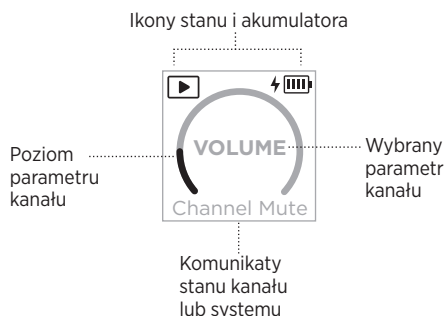 Ikony stanu i akumulatora
VOLUME
Poziom
parametru
kanału
Wybrany
parametr
kanału
Channel Mute
Komunikaty
stanu kanału
lub systemu